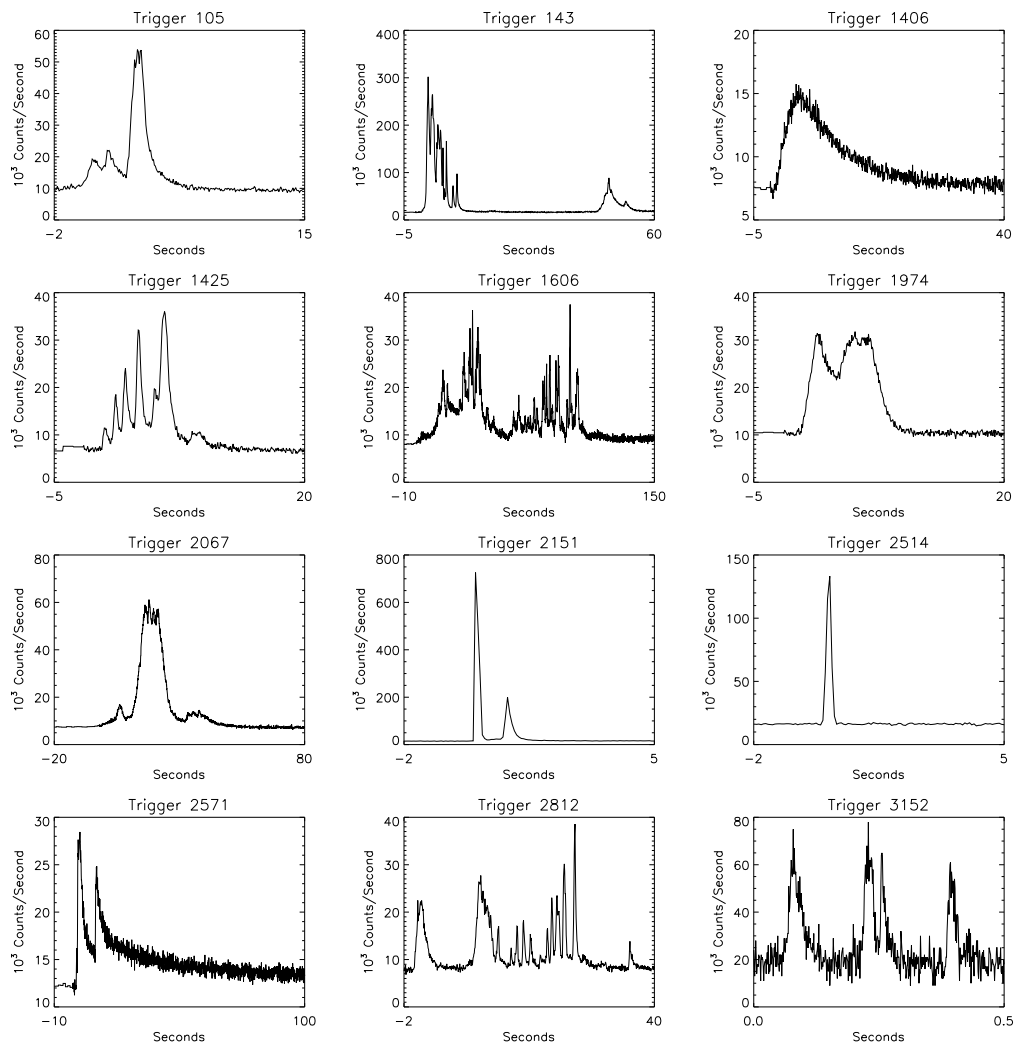 Trigger 105
10³ Counts/Second
60
50
40
30
20
10
0
−2
15
Seconds
Trigger 143
10³ Counts/Second
400
300
200
100
0
−5
60
Seconds
Trigger 1406
10³ Counts/Second
20
15
10
5
−5
40
Seconds
Trigger 1425
10³ Counts/Second
40
30
20
10
0
−5
20
Seconds
Trigger 1606
10³ Counts/Second
40
30
20
10
0
−10
150
Seconds
Trigger 1974
10³ Counts/Second
40
30
20
10
0
−5
20
Seconds
Trigger 2067
10³ Counts/Second
80
60
40
20
0
−20
80
Seconds
Trigger 2151
10³ Counts/Second
800
600
400
200
0
−2
5
Seconds
Trigger 2514
10³ Counts/Second
150
100
50
0
−2
5
Seconds
Trigger 2571
10³ Counts/Second
30
25
20
15
10
−10
100
Seconds
Trigger 2812
10³ Counts/Second
40
30
20
10
0
−2
40
Seconds
Trigger 3152
10³ Counts/Second
80
60
40
20
0
0.0
0.5
Seconds